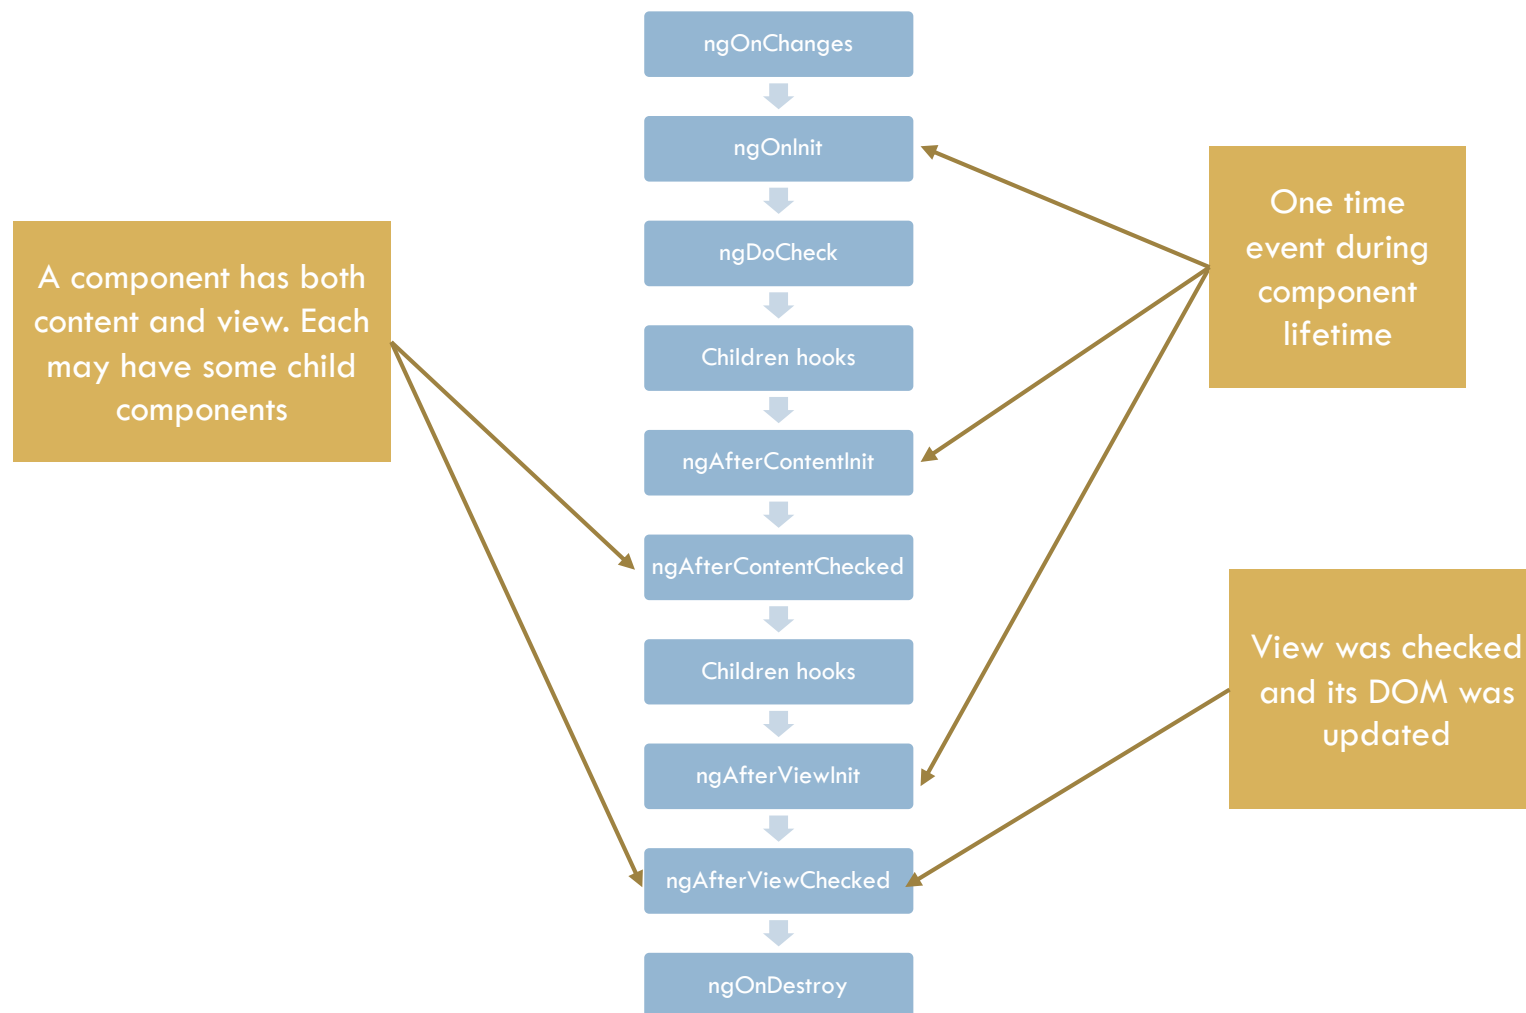 ngOnChanges
ngOnInit
ngDoCheck
Children hooks
ngAfterContentInit
ngAfterContentChecked
Children hooks
ngAfterViewInit
ngAfterViewChecked
ngOnDestroy
A component has both
content and view. Each
may have some child
components
One time
event during
component
lifetime
View was checked
and its DOM was
updated